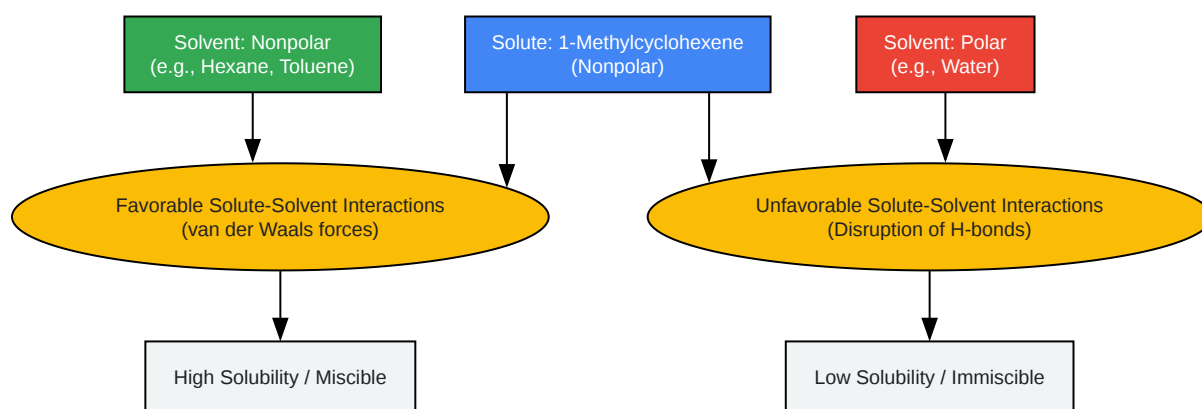 Solvent: Nonpolar
(e.g., Hexane, Toluene)
Solute: 1-Methylcyclohexene
(Nonpolar)
Solvent: Polar
(e.g., Water)
Favorable Solute-Solvent Interactions
(van der Waals forces)
Unfavorable Solute-Solvent Interactions
(Disruption of H-bonds)
High Solubility / Miscible
Low Solubility / Immiscible